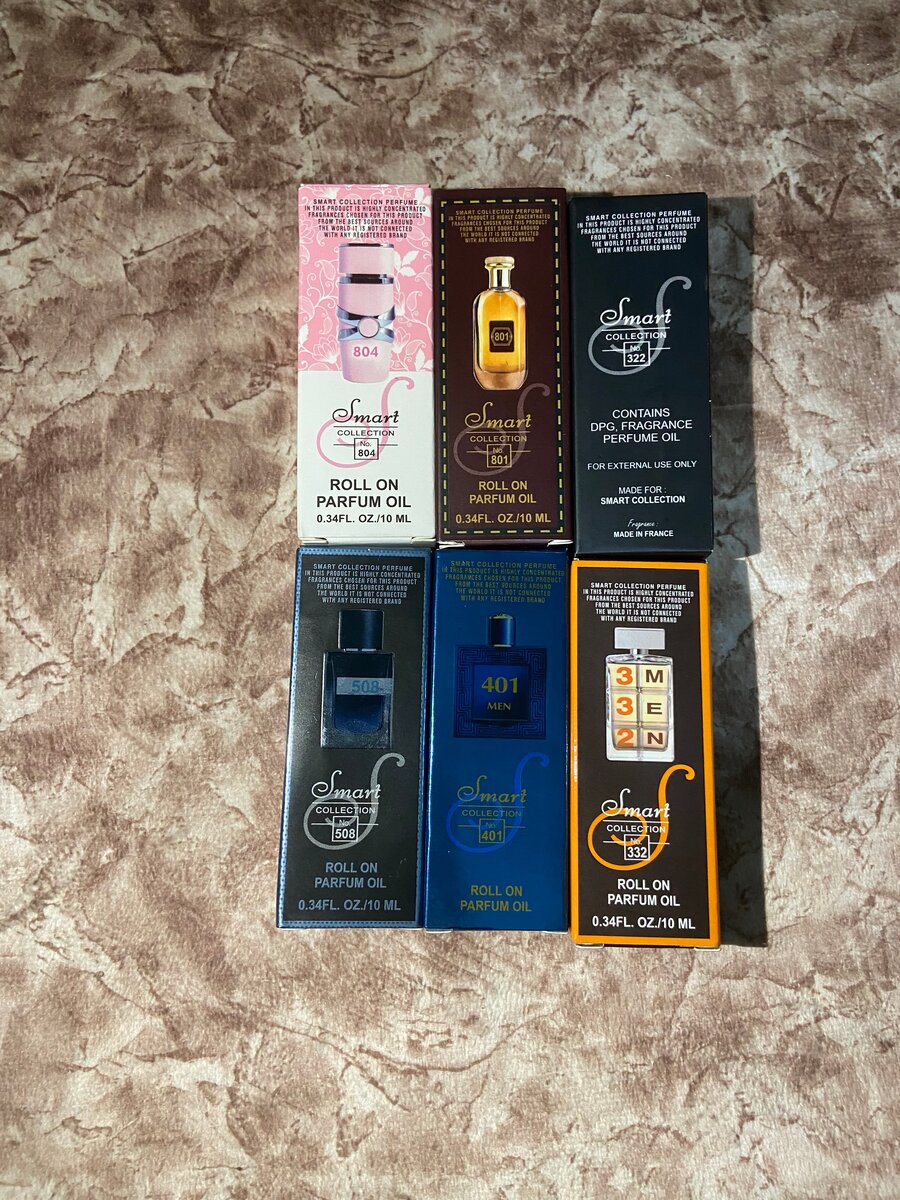 SMART COLLECTION PERFUME
IN THIS PRODUCT IS HIGHLY CONCENTRATED
FRAGRANCES CHOSEN FOR THIS PRODUCT
FROM THE BEST SOURCES AROUND
THE WORLD IT IS NOT CONNECTED
WITH ANY REGISTERED BRAND
804
Smart
COLLECTION
No.
804
ROLL ON
PARFUM OIL
0.34FL. OZ./10 ML
SMART COLLECTION PERFUME
IN THIS PRODUCT IS HIGHLY CONCENTRATED
FRAGRANCES CHOSEN FOR THIS PRODUCT
FROM THE BEST SOURCES AROUND
THE WORLD IT IS NOT CONNECTED
WITH ANY REGISTERED BRAND
801
Smart
COLLECTION
No.
801
ROLL ON
PARFUM OIL
0.34FL. OZ./10 ML
SMART COLLECTION PERFUME
IN THIS PRODUCT IS HIGHLY CONCENTRATED
FRAGRANCES CHOSEN FOR THIS PRODUCT
FROM THE BEST SOURCES AROUND
THE WORLD IT IS NOT CONNECTED
WITH ANY REGISTERED BRAND
Smart
COLLECTION
No.
322
CONTAINS
DPG, FRAGRANCE
PERFUME OIL
FOR EXTERNAL USE ONLY
MADE FOR :
SMART COLLECTION
Fragrance :
MADE IN FRANCE
SMART COLLECTION PERFUME
IN THIS PRODUCT IS HIGHLY CONCENTRATED
FRAGRANCES CHOSEN FOR THIS PRODUCT
FROM THE BEST SOURCES AROUND
THE WORLD IT IS NOT CONNECTED
WITH ANY REGISTERED BRAND
508
Smart
COLLECTION
No.
508
ROLL ON
PARFUM OIL
0.34FL. OZ./10 ML
SMART COLLECTION PERFUME
IN THIS PRODUCT IS HIGHLY CONCENTRATED
FRAGRANCES CHOSEN FOR THIS PRODUCT
FROM THE BEST SOURCES AROUND
THE WORLD IT IS NOT CONNECTED
WITH ANY REGISTERED BRAND
401
MEN
Smart
COLLECTION
No.
401
ROLL ON
PARFUM OIL
SMART COLLECTION PERFUME
IN THIS PRODUCT IS HIGHLY CONCENTRATED
FRAGRANCES CHOSEN FOR THIS PRODUCT
FROM THE BEST SOURCES AROUND
THE WORLD IT IS NOT CONNECTED
WITH ANY REGISTERED BRAND
3 M
3 E
2 N
Smart
COLLECTION
No.
332
ROLL ON
PARFUM OIL
0.34FL. OZ./10 ML